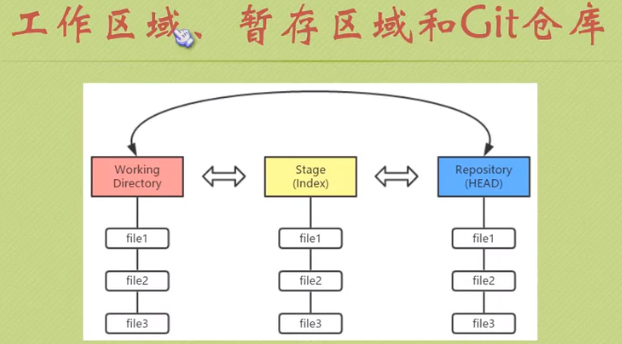 工作区域、暂存区域和Git仓库
Working
Directory
Stage
(Index)
Repository
(HEAD)
file1
file1
file1
file2
file2
file2
file3
file3
file3